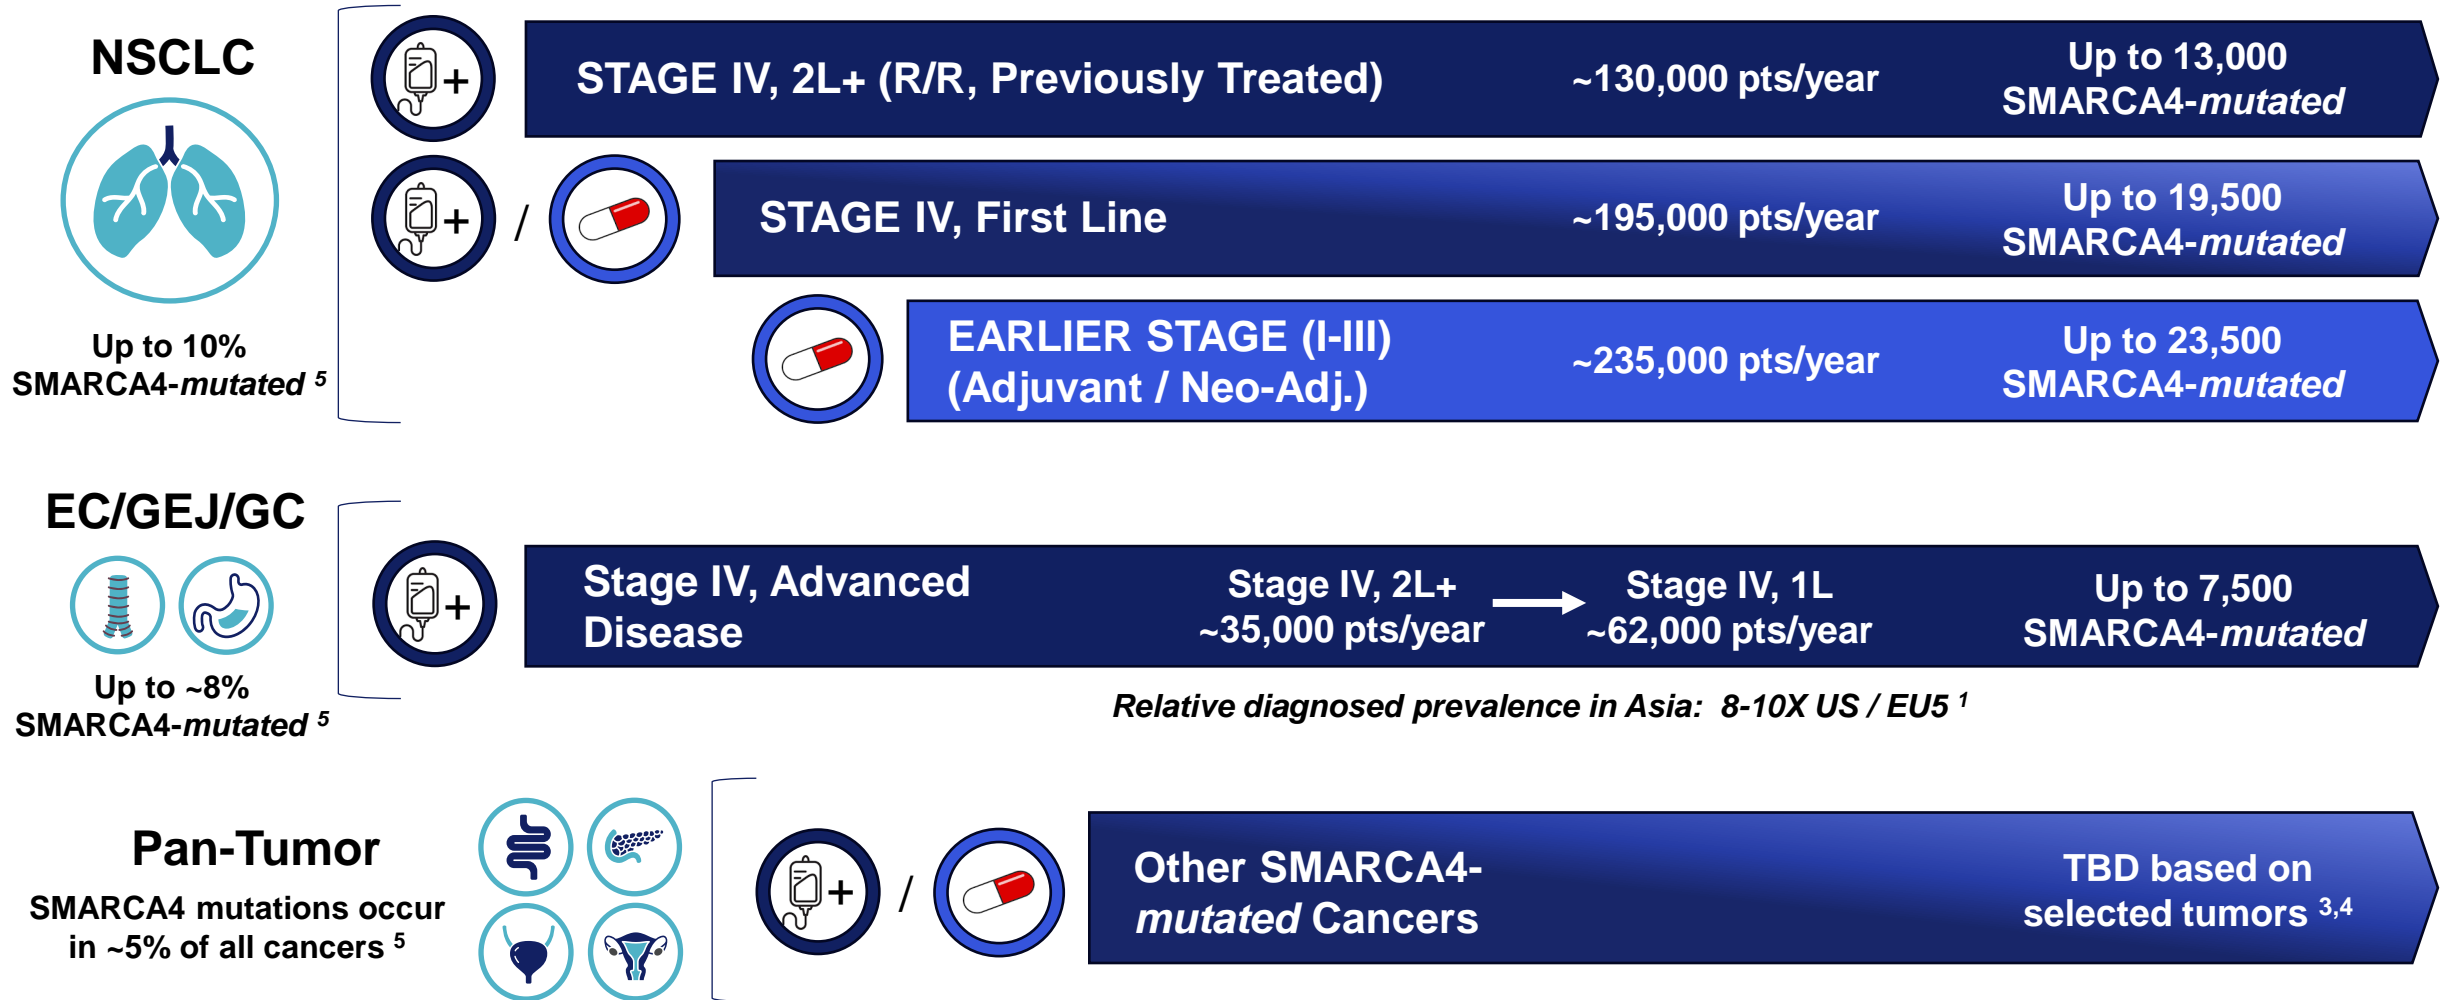 NSCLC
Up to 10%
SMARCA4-mutated 5
+
STAGE IV, 2L+ (R/R, Previously Treated)
~130,000 pts/year
Up to 13,000
SMARCA4-mutated
+
/
STAGE IV, First Line
~195,000 pts/year
Up to 19,500
SMARCA4-mutated
EARLIER STAGE (I-III)
(Adjuvant / Neo-Adj.)
~235,000 pts/year
Up to 23,500
SMARCA4-mutated
EC/GEJ/GC
Up to ~8%
SMARCA4-mutated 5
+
Stage IV, Advanced
Disease
Stage IV, 2L+
~35,000 pts/year
Stage IV, 1L
~62,000 pts/year
Up to 7,500
SMARCA4-mutated
Relative diagnosed prevalence in Asia: 8-10X US / EU5 1
Pan-Tumor
SMARCA4 mutations occur
in ~5% of all cancers 5
+
/
Other SMARCA4-
mutated Cancers
TBD based on
selected tumors 3,4